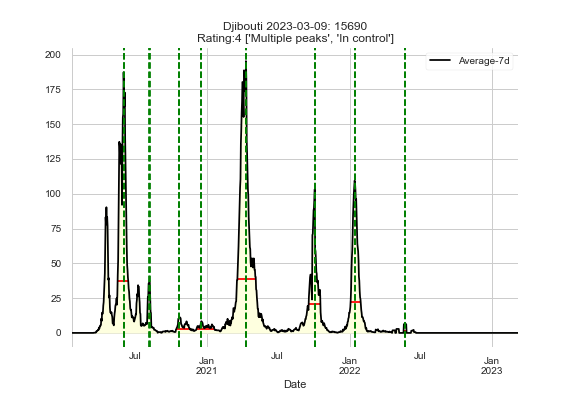 Djibouti 2023-03-09: 15690
Rating:4 ['Multiple peaks', 'In control']
Average-7d
200
175
150
125
100
75
50
25
0
Jul
Jan
2021
Jul
Jan
2022
Jul
Jan
2023
Date